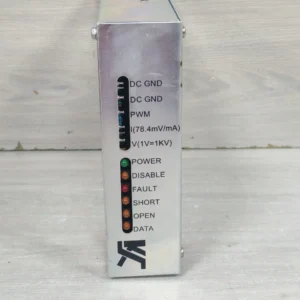 DC GND
DC GND
PWM
I(78.4mV/mA)
V(1V=1KV)
POWER
DISABLE
FAULT
SHORT
OPEN
DATA